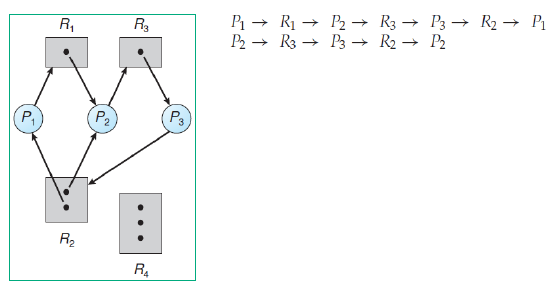 R₁ R₃
P₁ → R₁ → P₂ → R₃ → P₃ → R₂ → P₁
P₂ → R₃ → P₃ → R₂ → P₂
P₁ P₂ P₃
R₂
R₄